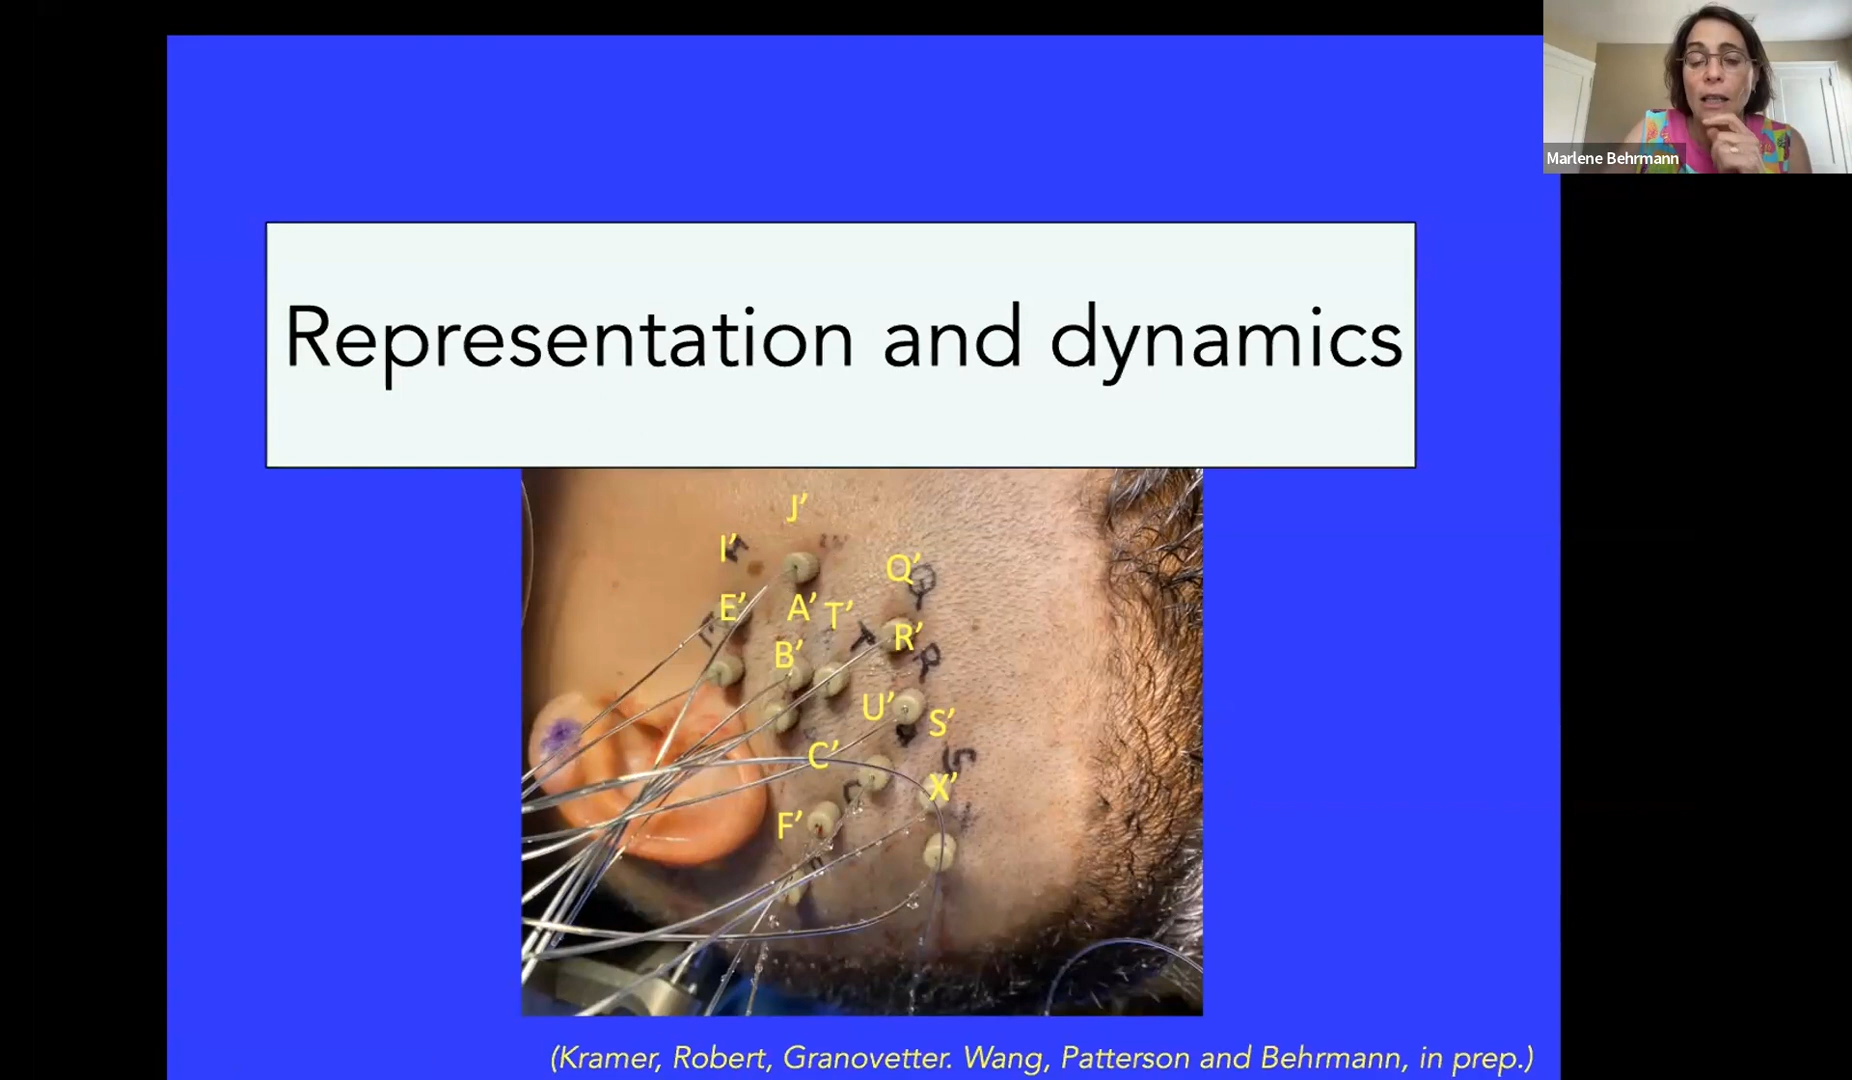 Marlene Behrmann
Representation and dynamics
J’
I’
Q’
E’
A’
T’
R’
B’
U’
S’
C’
X’
F’
Q
T
R
S
(Kramer, Robert, Granovetter. Wang, Patterson and Behrmann, in prep.)